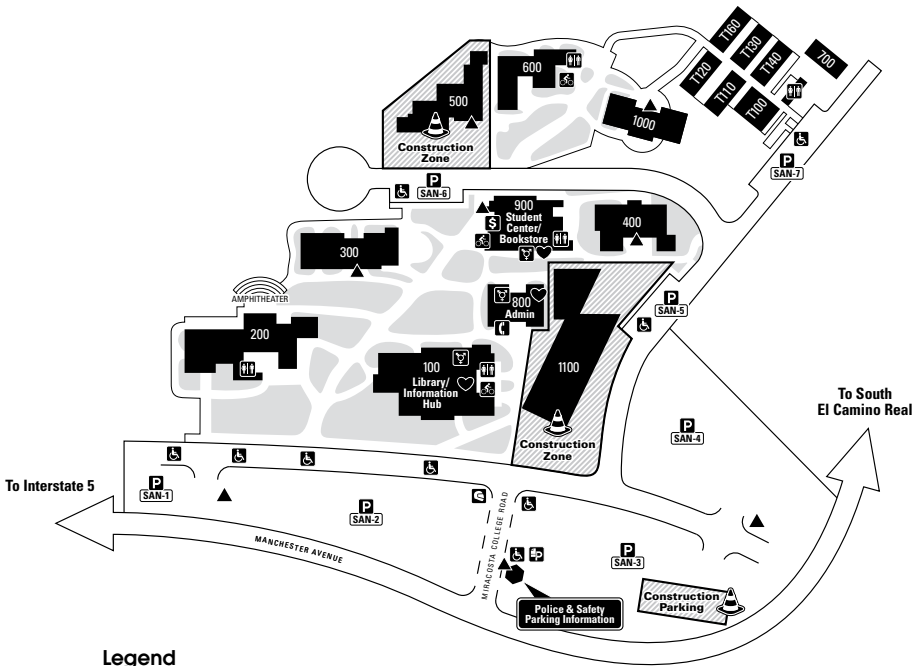 T160
T130
T140
700
T120
T110
T100
600
500
1000
Construction
Zone
P
SAN-7
P
SAN-6
900
Student
Center/
Bookstore
$
400
300
AMPHITHEATER
800
Admin
P
SAN-5
200
100
Library/
Information
Hub
1100
Construction
Zone
P
SAN-4
To South
El Camino Real
To Interstate 5
P
SAN-1
P
SAN-2
MANCHESTER AVENUE
MIRACOSTA COLLEGE ROAD
P
P
SAN-3
Construction
Parking
Police & Safety
Parking Information
Legend